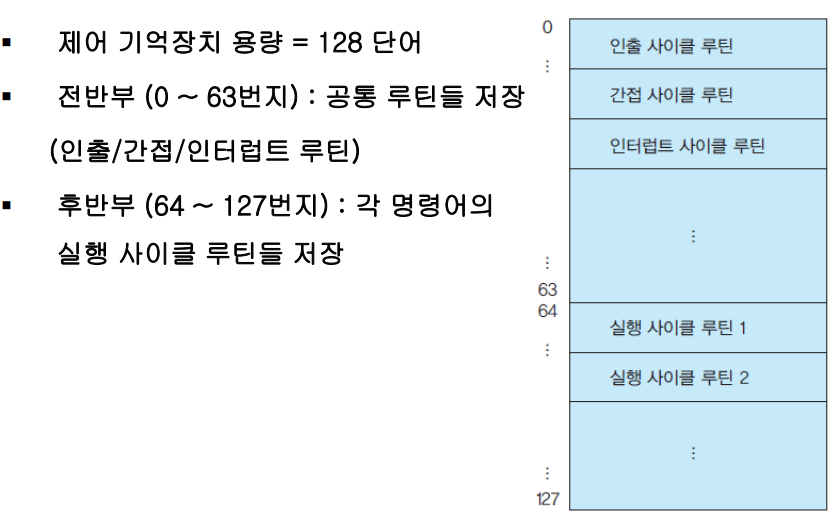 ▪ 제어 기억장치 용량 = 128 단어
▪ 전반부 (0 ~ 63번지) : 공통 루틴들 저장
(인출/간접/인터럽트 루틴)
▪ 후반부 (64 ~ 127번지) : 각 명령어의
실행 사이클 루틴들 저장
0
인출 사이클 루틴
⋮
간접 사이클 루틴
인터럽트 사이클 루틴
⋮
⋮
63
64
실행 사이클 루틴 1
⋮
실행 사이클 루틴 2
⋮
⋮
127